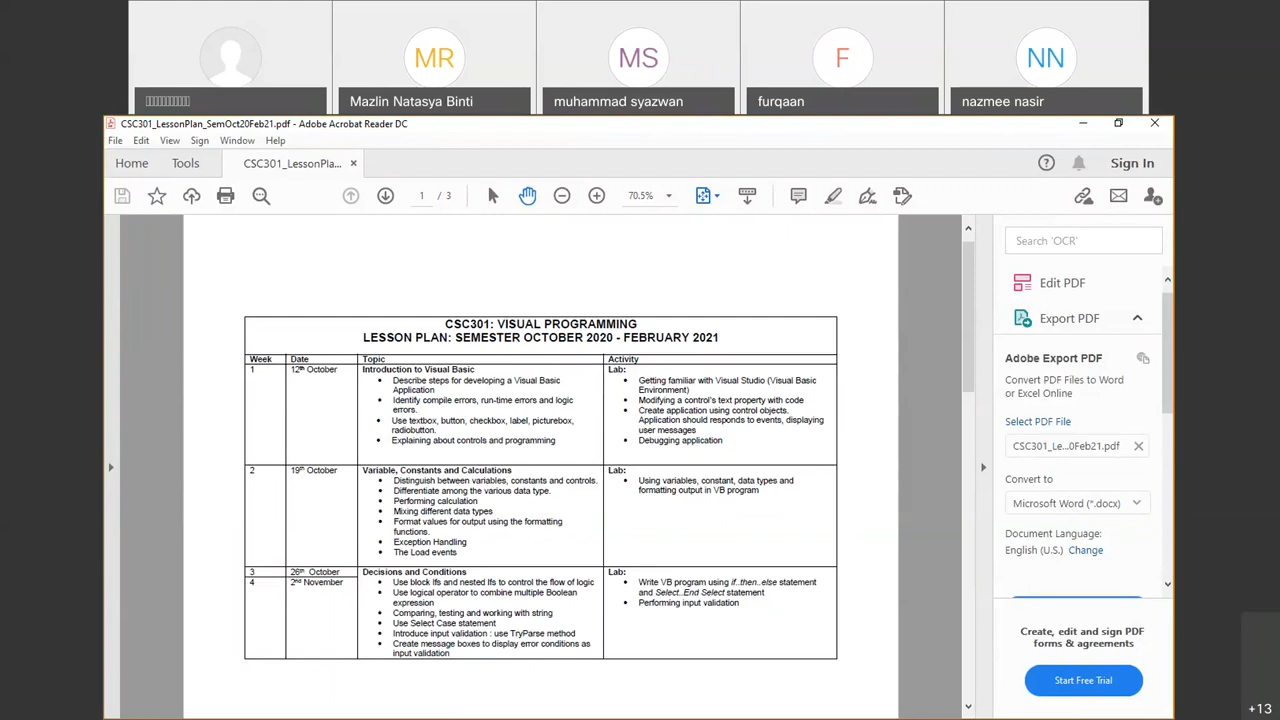 MR
MS
F
NN
Mazlin Natasya Binti
muhammad syazwan
furqaan
nazmee nasir
CSC301_LessonPlan_SemOct20Feb21.pdf - Adobe Acrobat Reader DC
File Edit View Sign Window Help
Home Tools CSC301_LessonPla... × Sign In
1 / 3 70.5%
CSC301: VISUAL PROGRAMMING
LESSON PLAN: SEMESTER OCTOBER 2020 - FEBRUARY 2021
Week Date Topic Activity
1 12th October Introduction to Visual Basic
• Describe steps for developing a Visual Basic
Application
• Identify compile errors, run-time errors and logic
errors.
• Use textbox, button, checkbox, label, picturebox,
radiobutton.
• Explaining about controls and programming
Lab:
• Getting familiar with Visual Studio (Visual Basic
Environment)
• Modifying a control's text property with code
• Create application using control objects.
Application should responds to events, displaying
user messages
• Debugging application
2 19th October Variable, Constants and Calculations
• Distinguish between variables, constants and controls.
• Differentiate among the various data type.
• Performing calculation
• Mixing different data types
• Format values for output using the formatting
functions.
• Exception Handling
• The Load events
Lab:
• Using variables, constant, data types and
formatting output in VB program
3 26th October Decisions and Conditions
4 2nd November
• Use block Ifs and nested Ifs to control the flow of logic
• Use logical operator to combine multiple Boolean
expression
• Comparing, testing and working with string
• Use Select Case statement
• Introduce input validation : use TryParse method
• Create message boxes to display error conditions as
input validation
Lab:
• Write VB program using if..then..else statement
and Select..End Select statement
• Performing input validation
Search 'OCR'
Edit PDF
Export PDF
Adobe Export PDF
Convert PDF Files to Word
or Excel Online
Select PDF File
CSC301_Le...0Feb21.pdf ×
Convert to
Microsoft Word (*.docx)
Document Language:
English (U.S.) Change
Create, edit and sign PDF
forms & agreements
Start Free Trial
+13